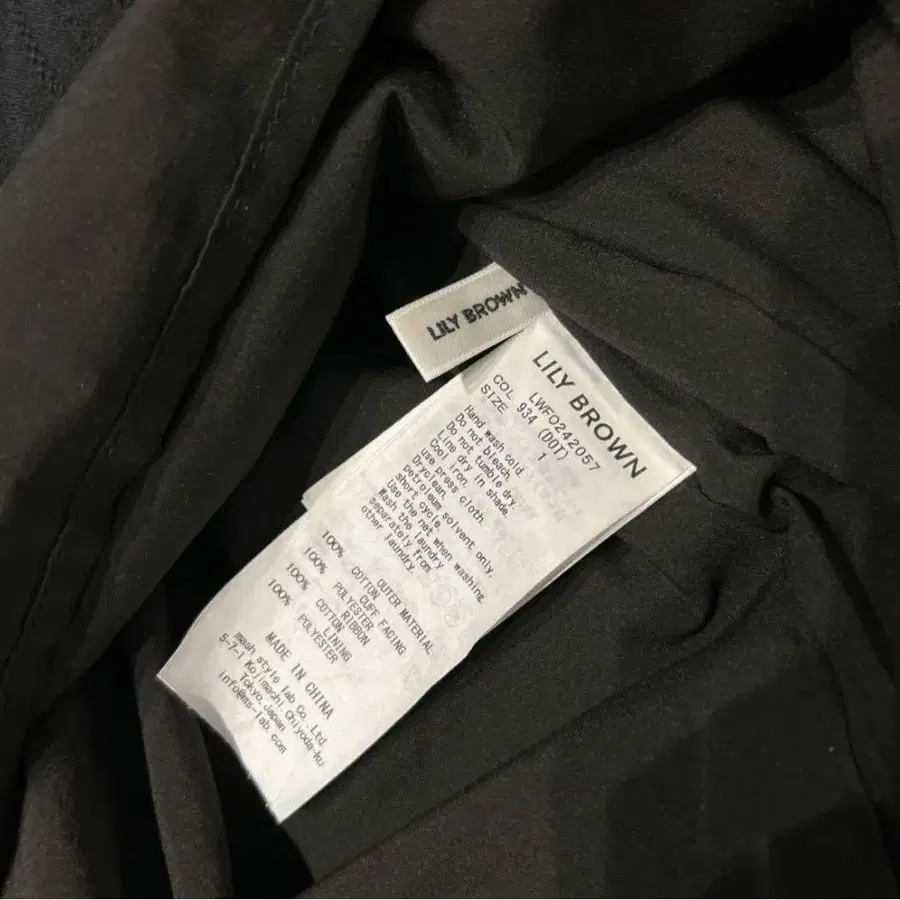 LILY BROWN
LILY BROWN
LWFO242057
COL 934 (DOT)
SIZE 1
Hand wash cold.
Do not bleach.
Do not tumble dry.
Line dry in shade.
Cool iron.
use press cloth.
Dryclean.
Petroleum solvent only.
short cycle.
Use the net when washing
Wash the laundry
separately from
other laundry.
OUTER MATERIAL
100% COTTON
CUFF FACING
100% POLYESTER
RIBBON
100% COTTON
LINING
100% POLYESTER
MADE IN CHINA
mash style lab Co.,Ltd.
5-7-1 Kojimachi,Chiyoda-ku
Tokyo,Japan
info@ms-lab.com